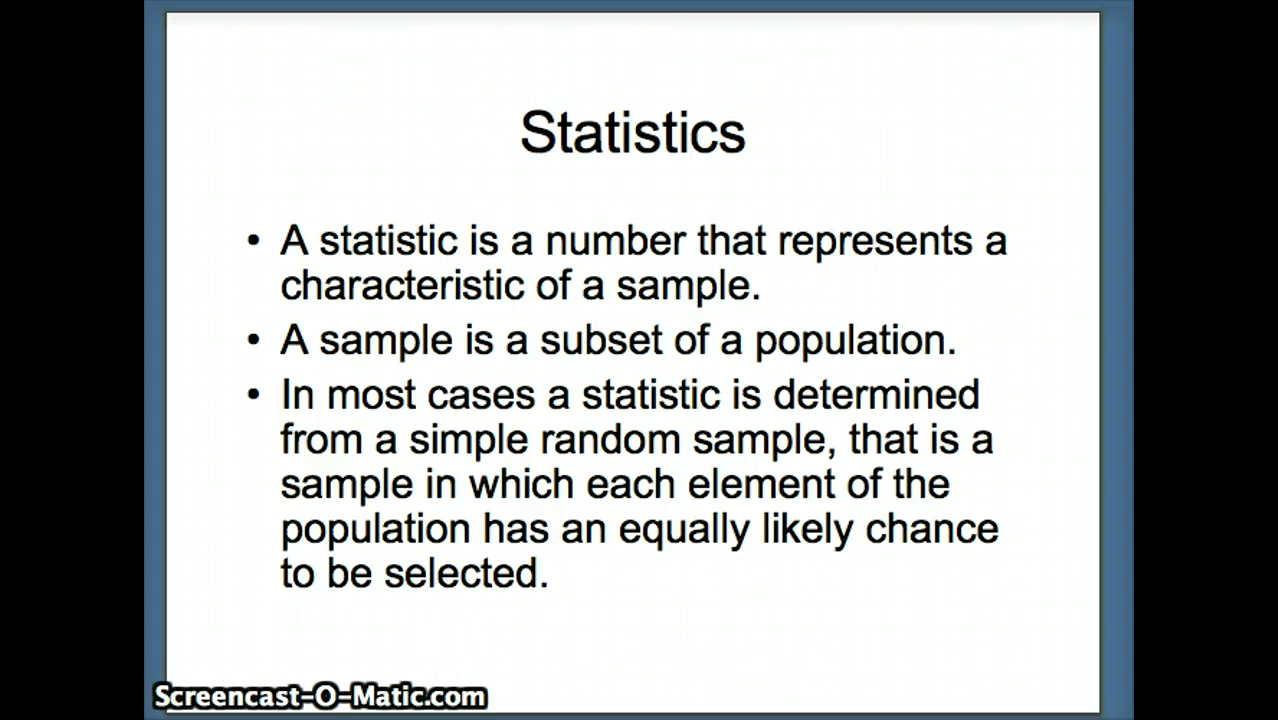 Statistics
• A statistic is a number that represents a
characteristic of a sample.
• A sample is a subset of a population.
• In most cases a statistic is determined
from a simple random sample, that is a
sample in which each element of the
population has an equally likely chance
to be selected.
Screencast-O-Matic.com